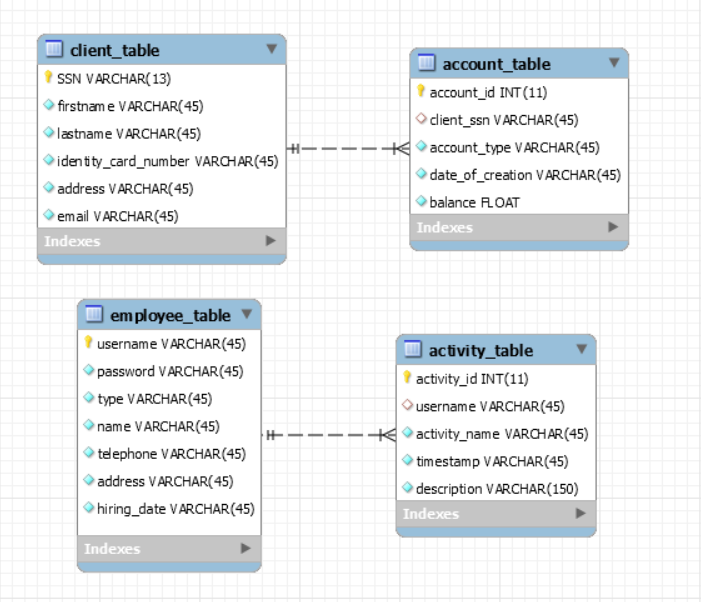 client_table
SSN VARCHAR(13)
firstname VARCHAR(45)
lastname VARCHAR(45)
identity_card_number VARCHAR(45)
address VARCHAR(45)
email VARCHAR(45)
Indexes
account_table
account_id INT(11)
client_ssn VARCHAR(45)
account_type VARCHAR(45)
date_of_creation VARCHAR(45)
balance FLOAT
Indexes
employee_table
username VARCHAR(45)
password VARCHAR(45)
type VARCHAR(45)
name VARCHAR(45)
telephone VARCHAR(45)
address VARCHAR(45)
hiring_date VARCHAR(45)
Indexes
activity_table
activity_id INT(11)
username VARCHAR(45)
activity_name VARCHAR(45)
timestamp VARCHAR(45)
description VARCHAR(150)
Indexes